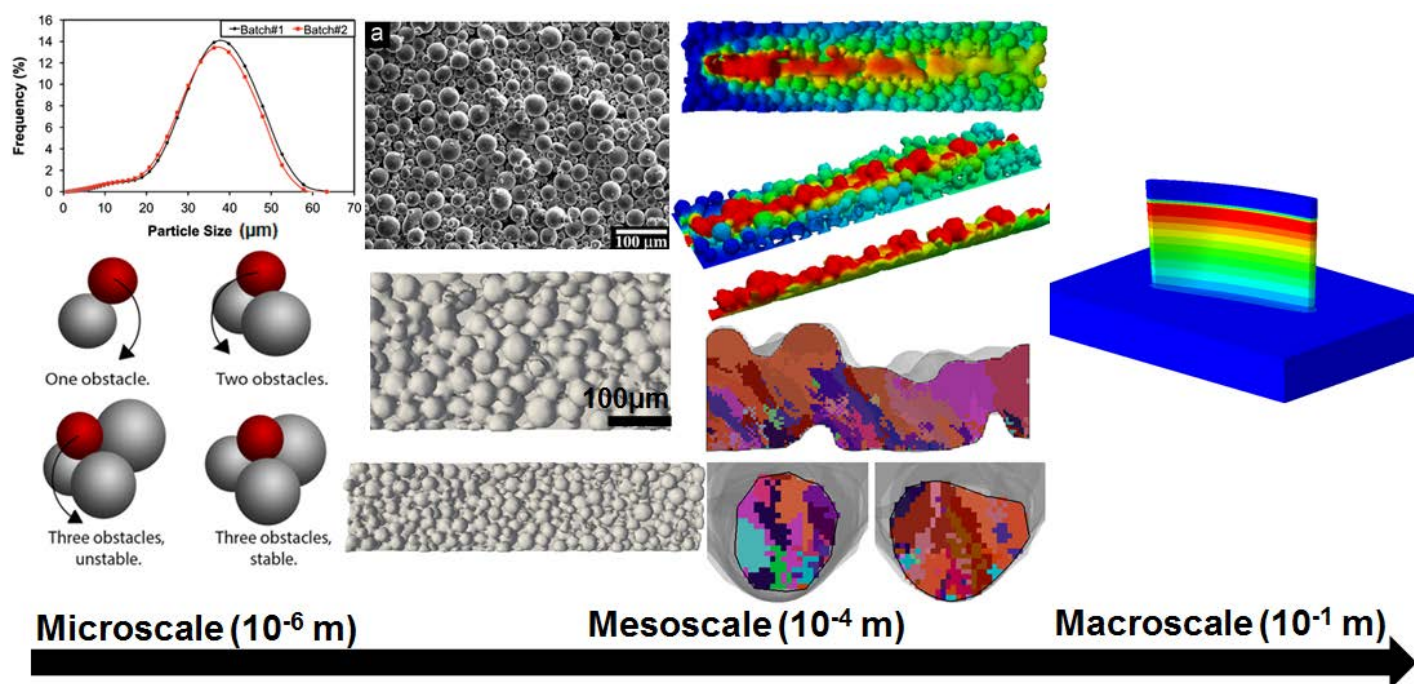 Batch#1 Batch#2
Frequency (%)
16
14
12
10
8
6
4
2
0
0 10 20 30 40 50 60 70
Particle Size (µm)
a
100 µm
One obstacle.
Two obstacles.
Three obstacles,
unstable.
Three obstacles,
stable.
100µm
Microscale (10⁻⁶ m)
Mesoscale (10⁻⁴ m)
Macroscale (10⁻¹ m)